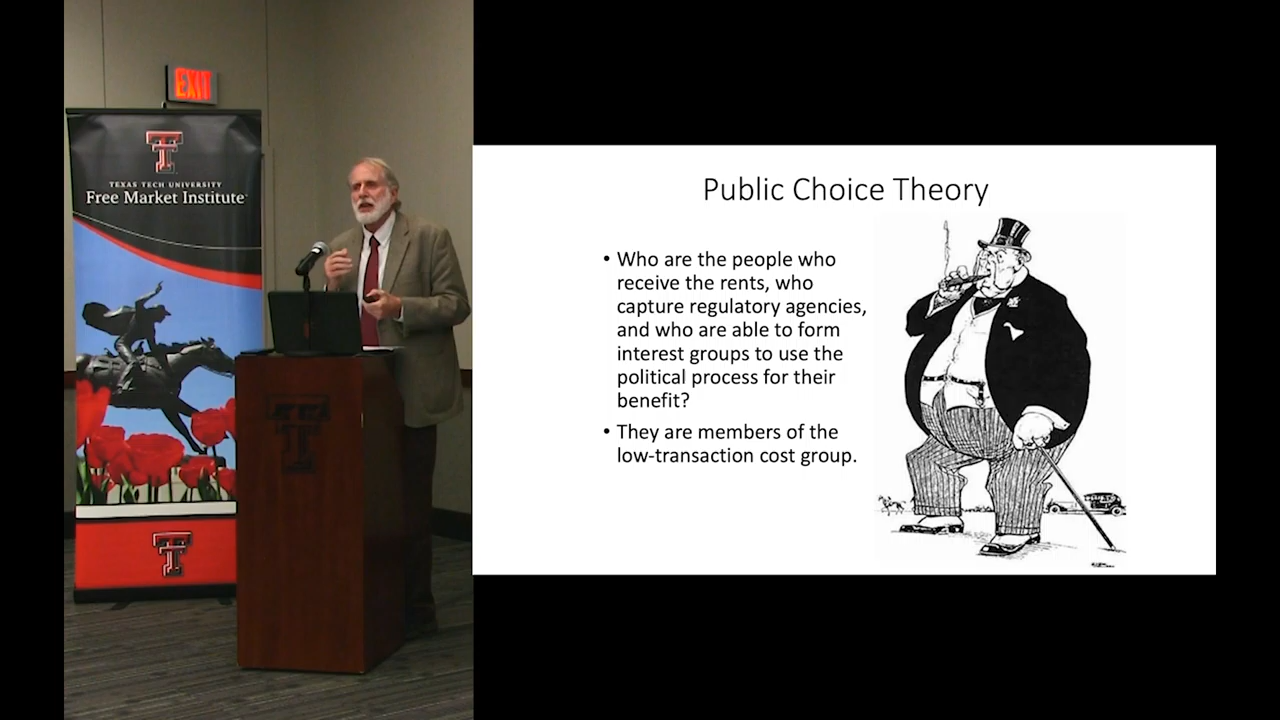 EXIT
TEXAS TECH UNIVERSITY
Free Market Institute
Public Choice Theory
• Who are the people who
receive the rents, who
capture regulatory agencies,
and who are able to form
interest groups to use the
political process for their
benefit?
• They are members of the
low-transaction cost group.